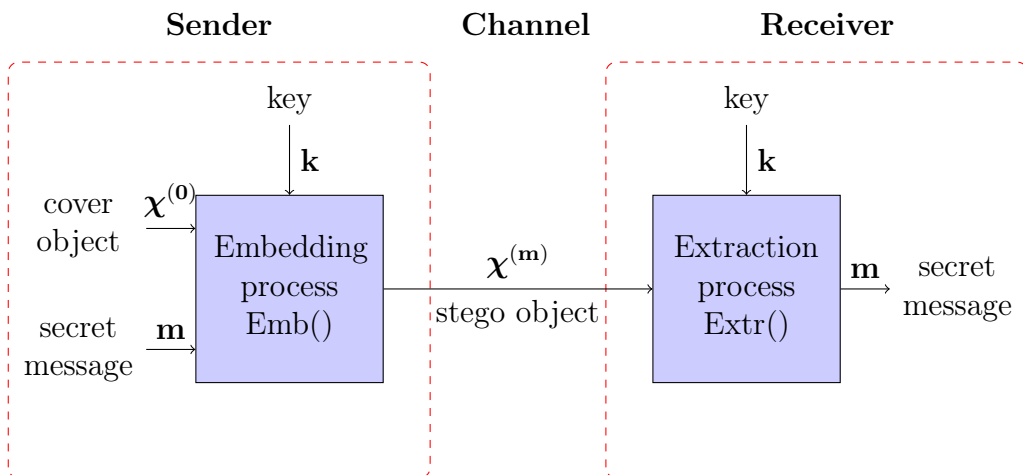 Sender Channel Receiver
key
k
cover
object
χ(0)
secret
message
m
Embedding
process
Emb()
χ(m)
stego object
key
k
Extraction
process
Extr()
m
secret
message